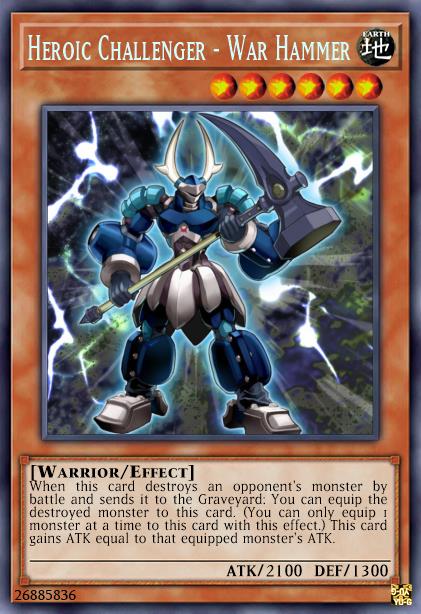 Heroic Challenger - War Hammer
EARTH
地
[Warrior/Effect]
When this card destroys an opponent's monster by
battle and sends it to the Graveyard: You can equip the
destroyed monster to this card. (You can only equip 1
monster at a time to this card with this effect.) This card
gains ATK equal to that equipped monster's ATK.
ATK/2100 DEF/1300
26885836